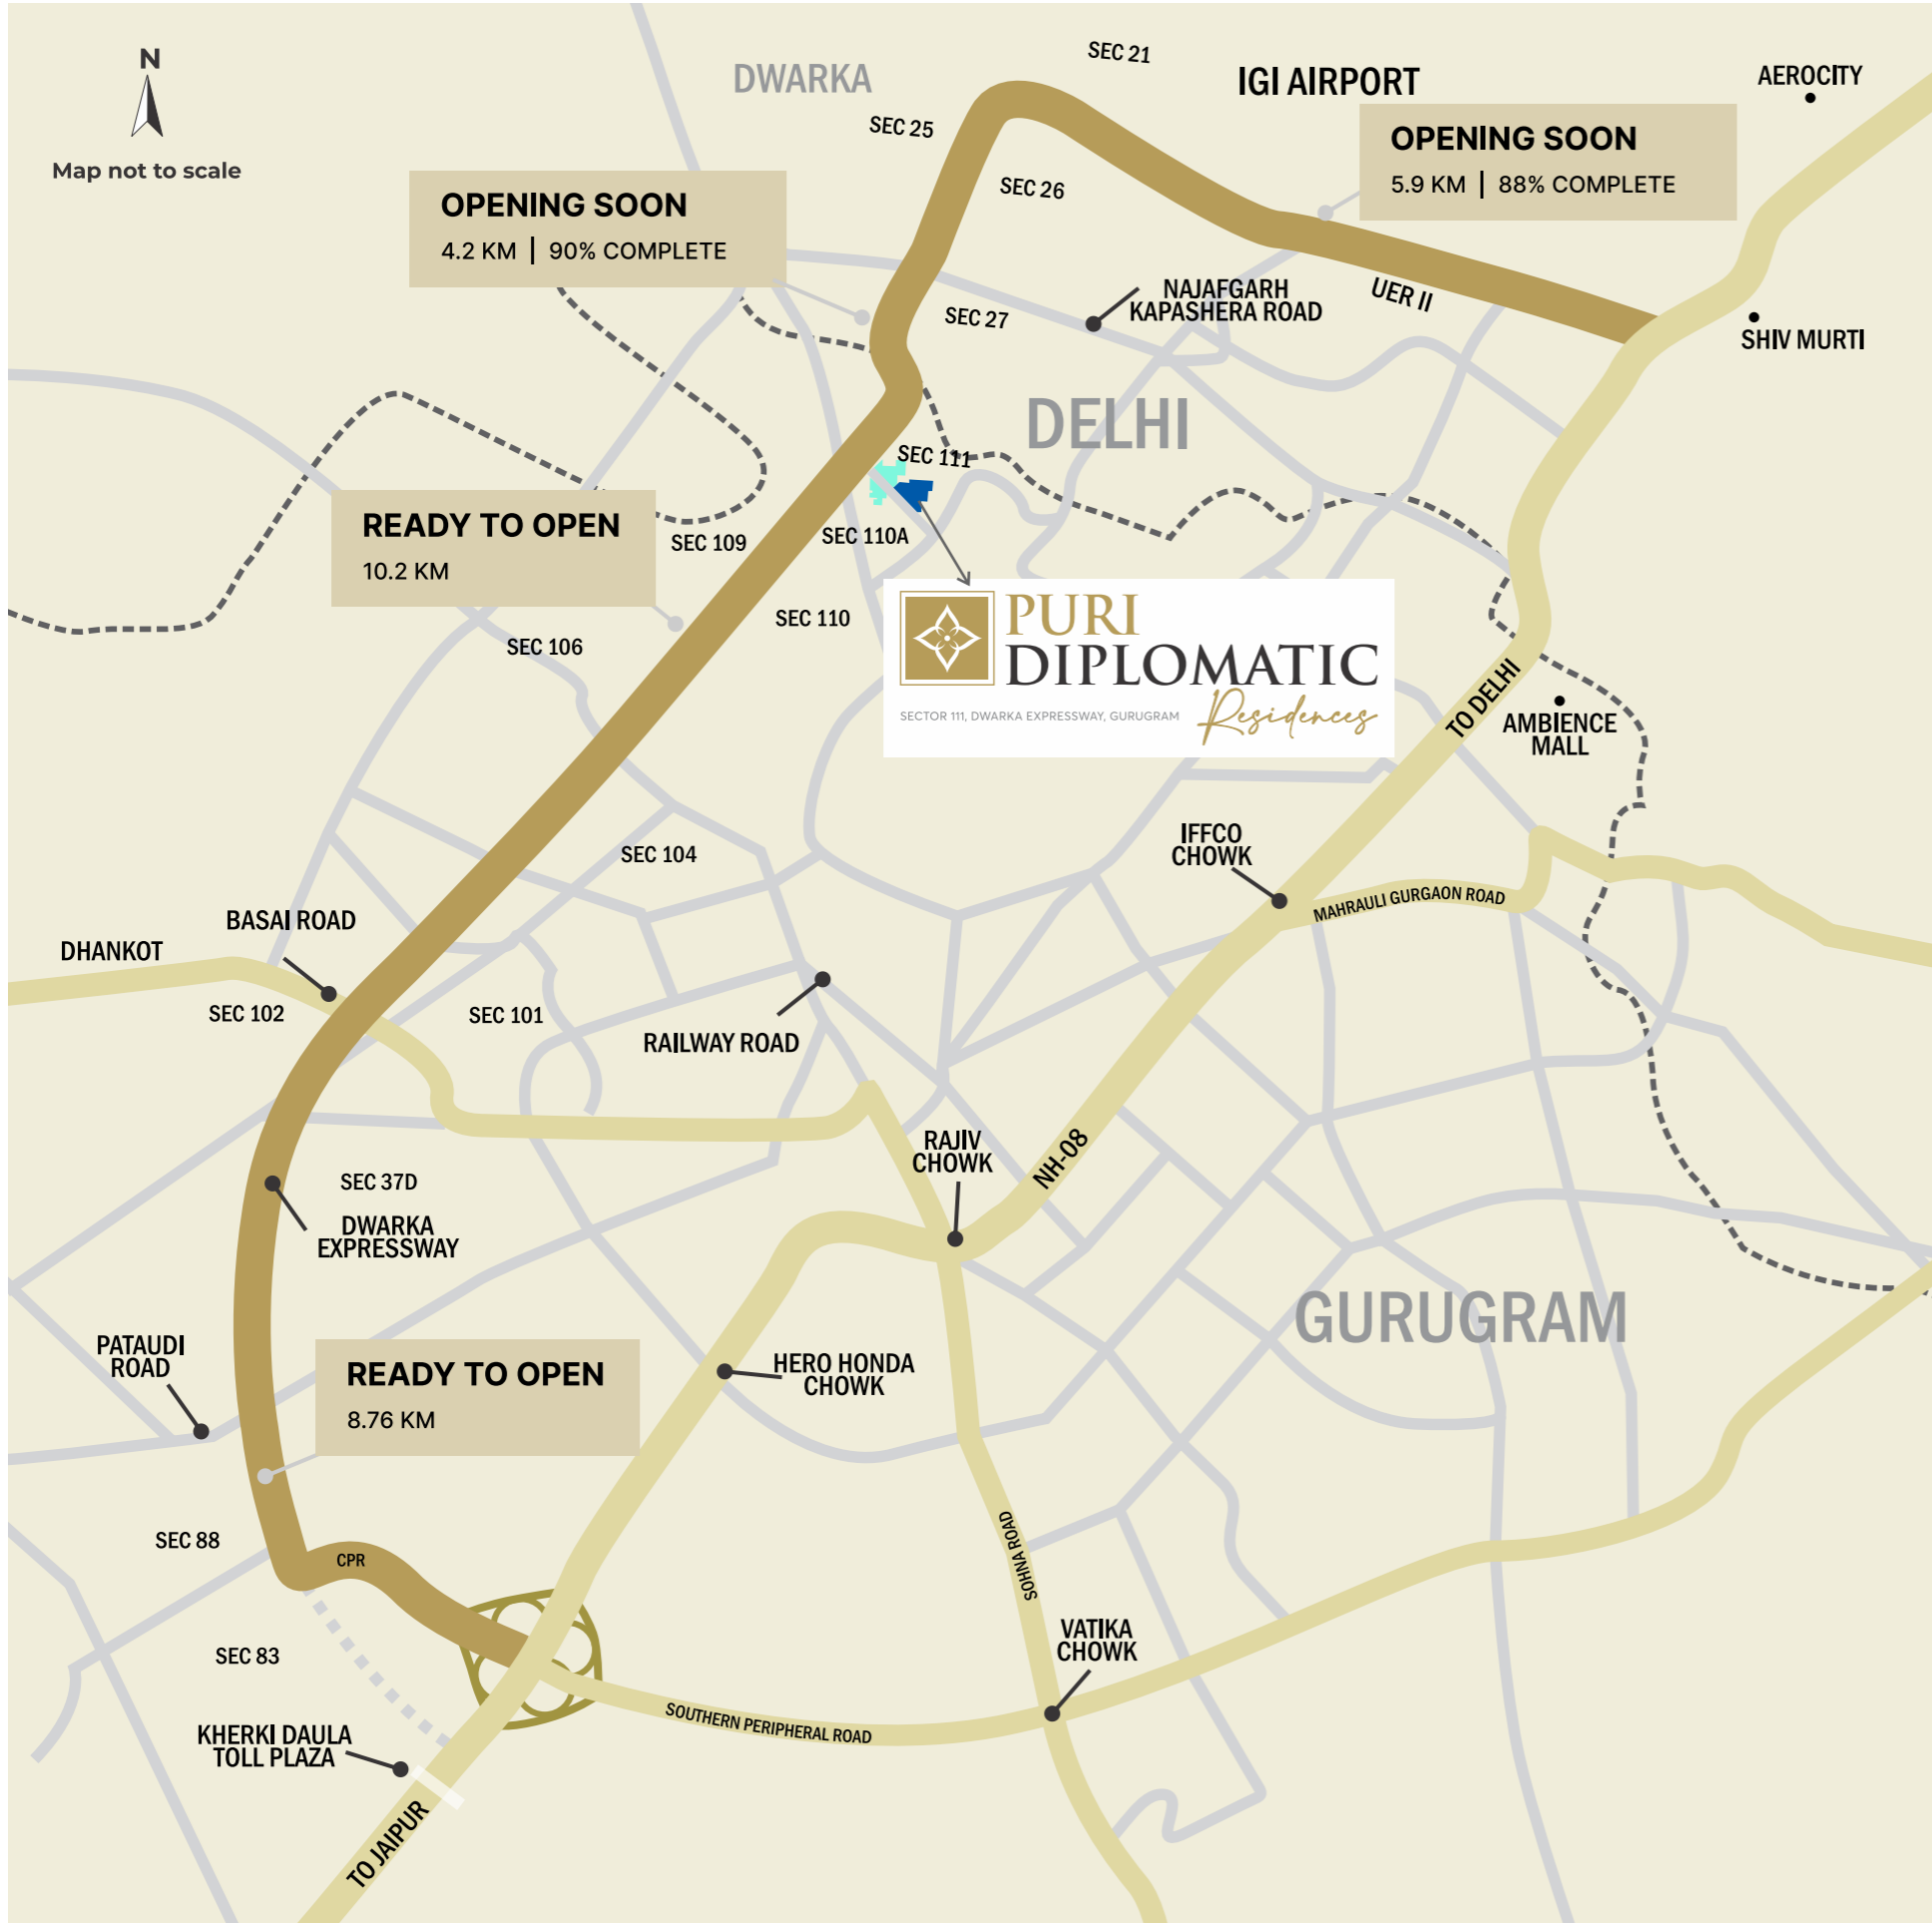 N
Map not to scale
DWARKA
SEC 21
IGI AIRPORT
AEROCITY
SEC 25
OPENING SOON
5.9 KM | 88% COMPLETE
SEC 26
OPENING SOON
4.2 KM | 90% COMPLETE
NAJAFGARH
KAPASHERA ROAD
UER II
SEC 27
SHIV MURTI
DELHI
SEC 111
READY TO OPEN
10.2 KM
SEC 109
SEC 110A
SEC 110
PURI
DIPLOMATIC
Residences
SECTOR 111, DWARKA EXPRESSWAY, GURUGRAM
SEC 106
TO DELHI
AMBIENCE
MALL
IFFCO
CHOWK
SEC 104
MAHRAULI GURGAON ROAD
BASAI ROAD
DHANKOT
SEC 102
SEC 101
RAILWAY ROAD
RAJIV
CHOWK
NH-08
SEC 37D
DWARKA
EXPRESSWAY
GURUGRAM
PATAUDI
ROAD
READY TO OPEN
8.76 KM
HERO HONDA
CHOWK
SEC 88
CPR
SOHNA ROAD
SEC 83
VATIKA
CHOWK
SOUTHERN PERIPHERAL ROAD
KHERKI DAULA
TOLL PLAZA
TO JAIPUR